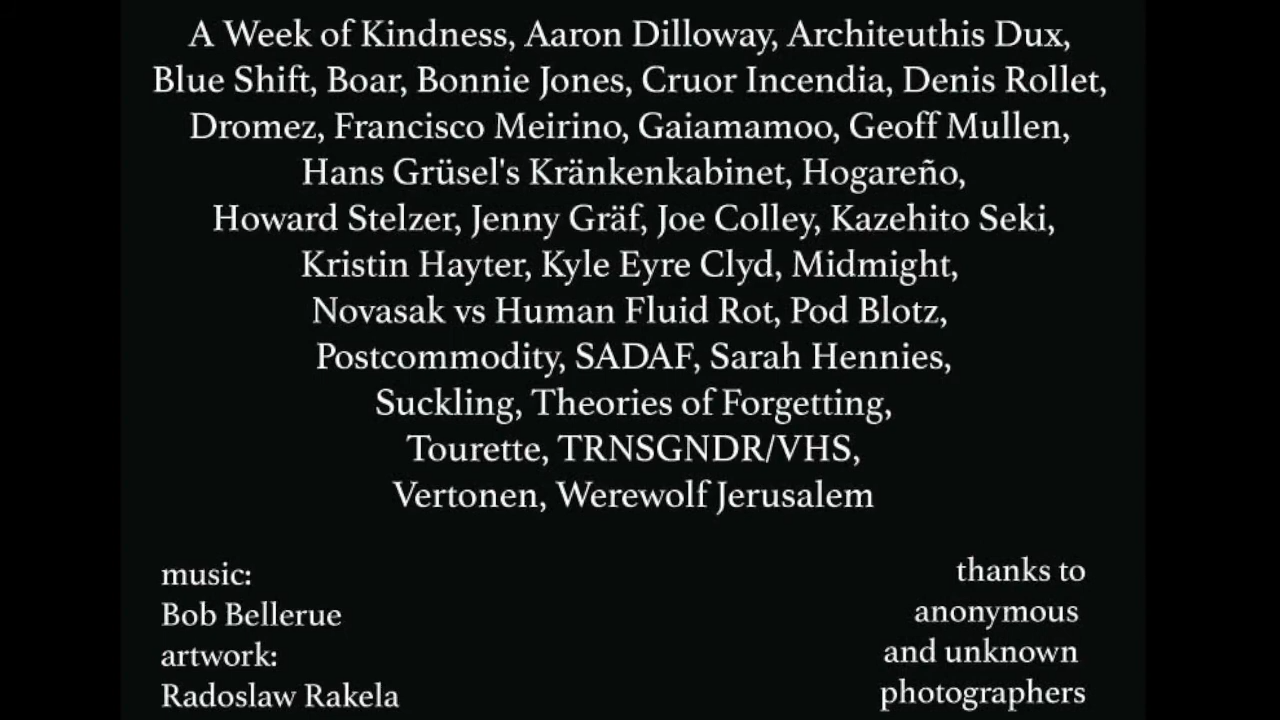 A Week of Kindness, Aaron Dilloway, Architeuthis Dux,
Blue Shift, Boar, Bonnie Jones, Cruor Incendia, Denis Rollet,
Dromez, Francisco Meirino, Gaiamamoo, Geoff Mullen,
Hans Grüsel's Kränkenkabinet, Hogareño,
Howard Stelzer, Jenny Gräf, Joe Colley, Kazehito Seki,
Kristin Hayter, Kyle Eyre Clyd, Midmight,
Novasak vs Human Fluid Rot, Pod Blotz,
Postcommodity, SADAF, Sarah Hennies,
Suckling, Theories of Forgetting,
Tourette, TRNSGNDR/VHS,
Vertonen, Werewolf Jerusalem
music:
Bob Bellerue
artwork:
Radoslaw Rakela
thanks to
anonymous
and unknown
photographers